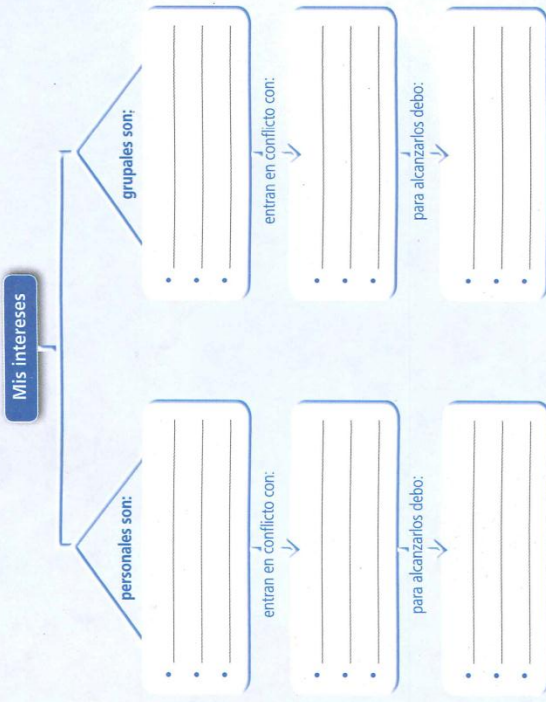 Mis intereses
personales son:
entran en conflicto con:
para alcanzarlos debo:
grupales son:
entran en conflicto con:
para alcanzarlos debo: